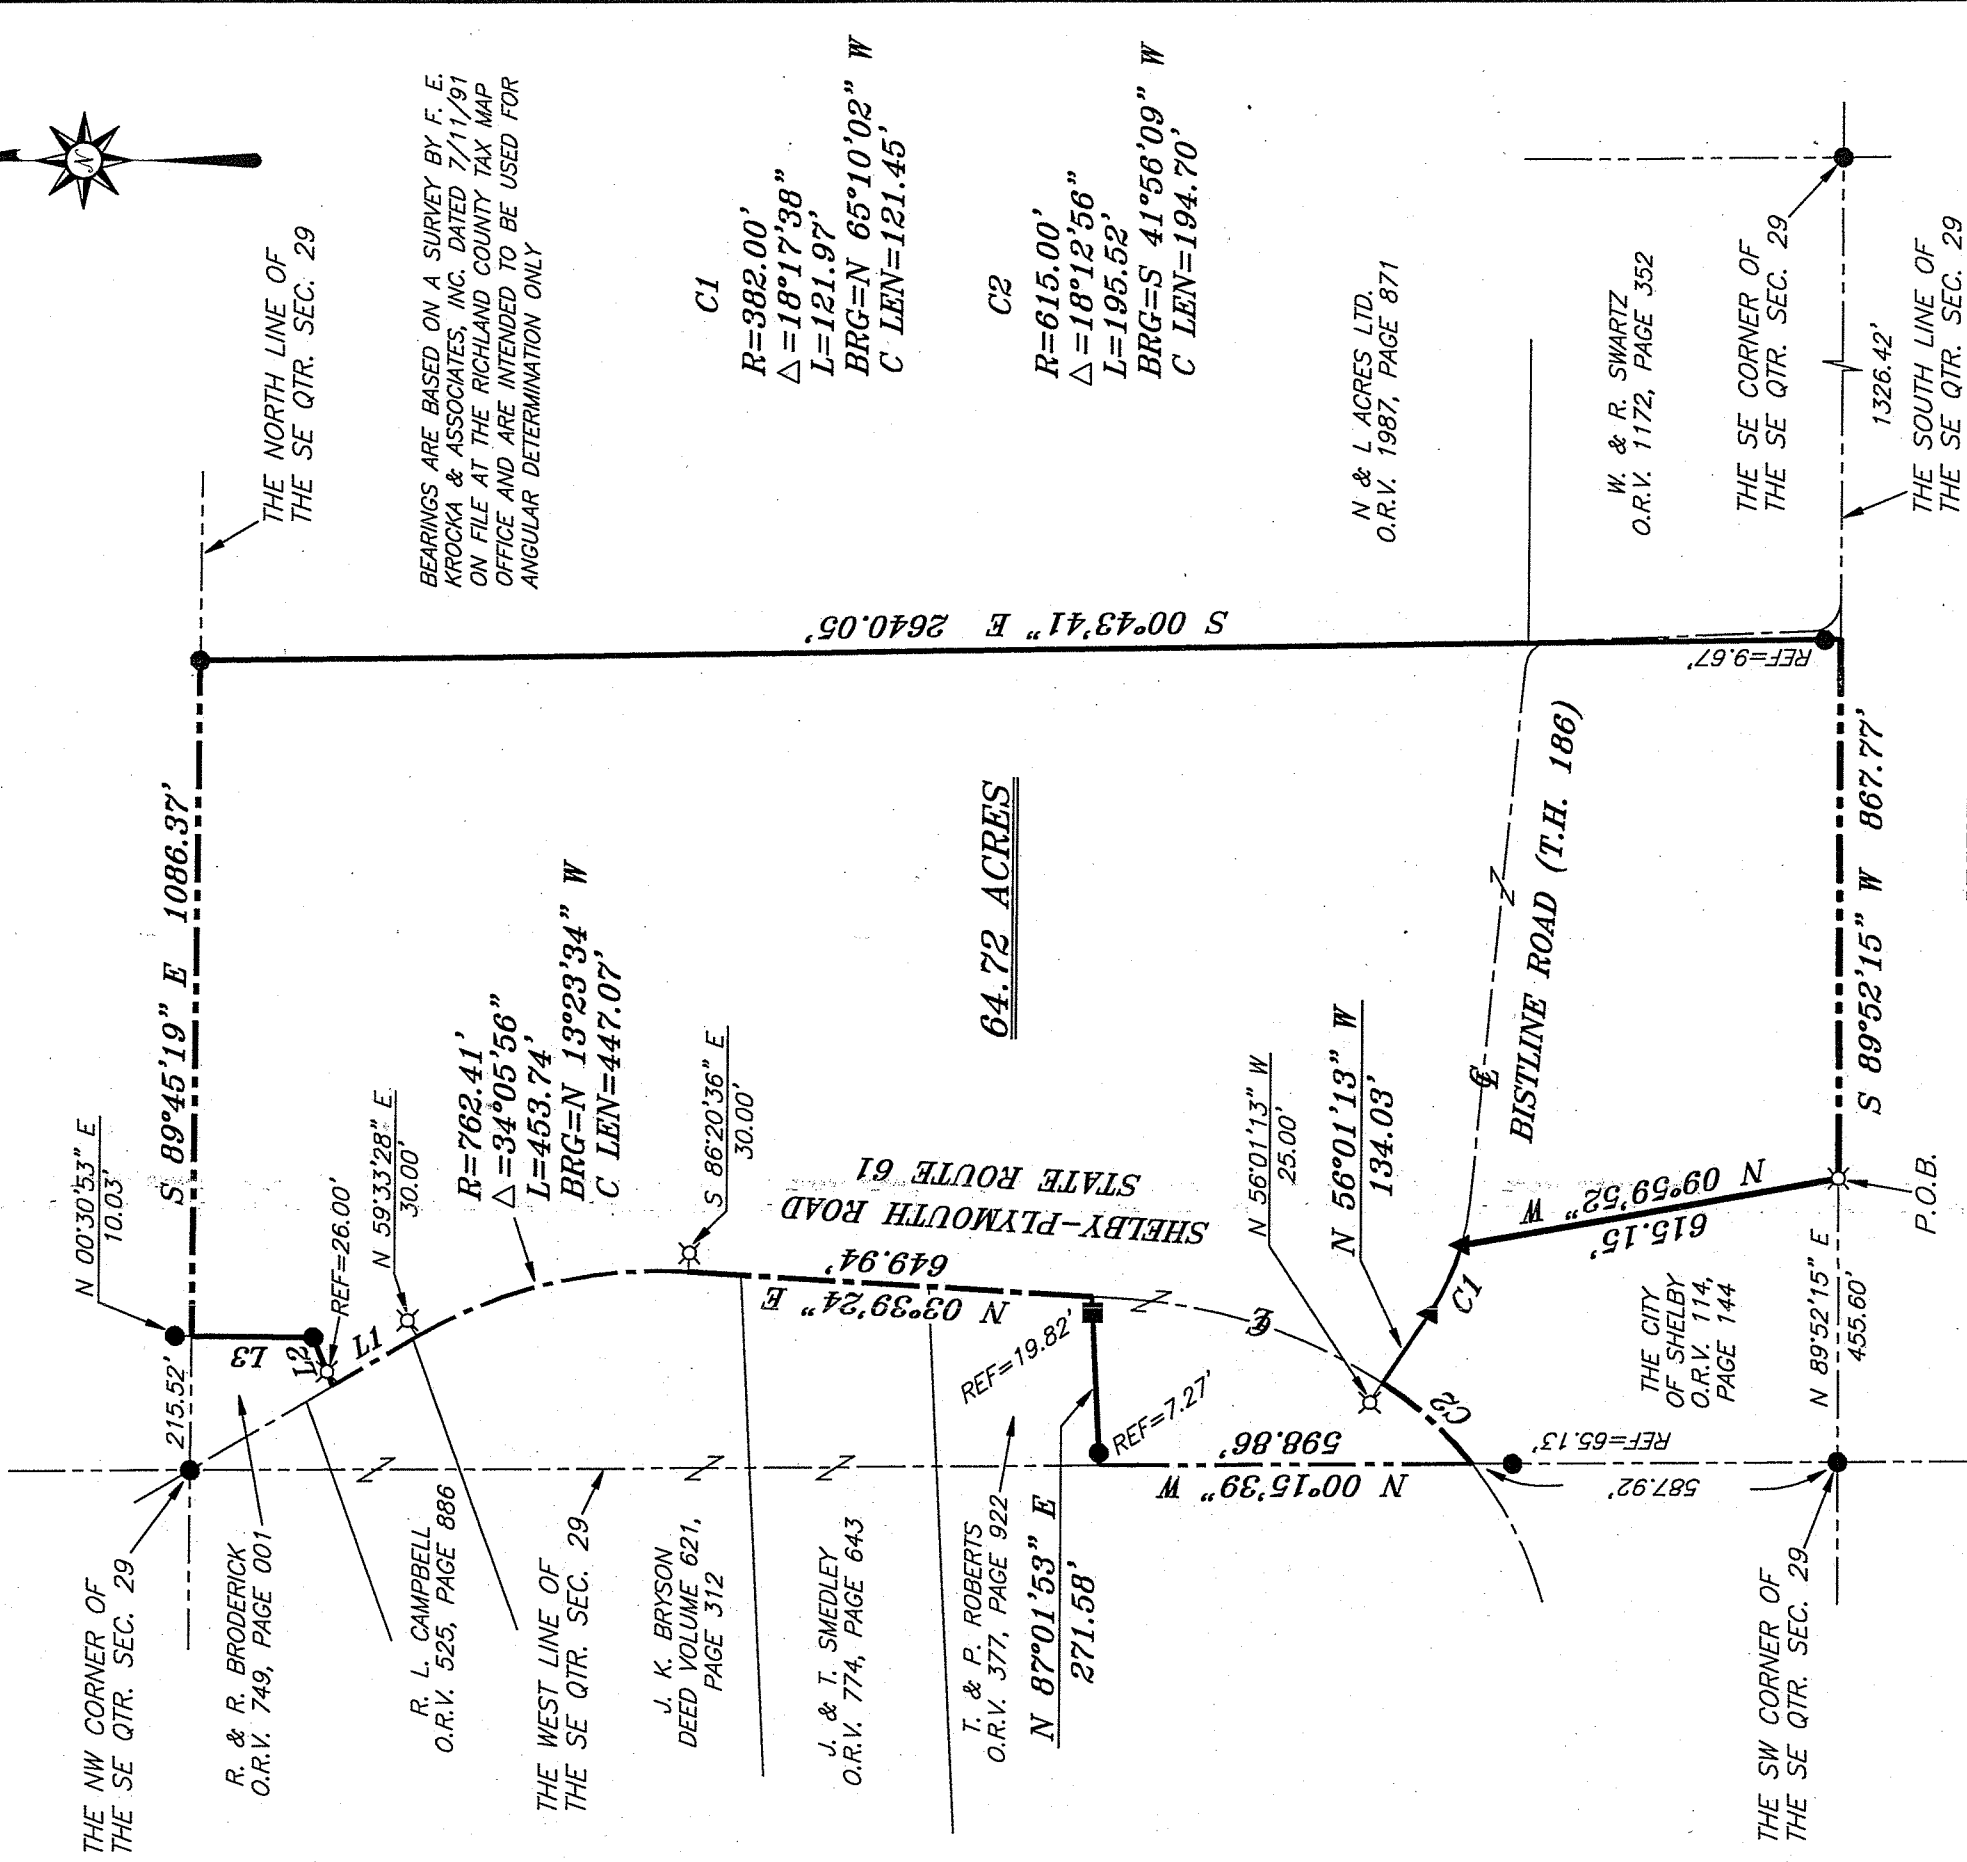 N
THE NORTH LINE OF
THE SE QTR. SEC. 29
BEARINGS ARE BASED ON A SURVEY BY F. E.
KROCKA & ASSOCIATES, INC. DATED 7/11/91
ON FILE AT THE RICHLAND COUNTY TAX MAP
OFFICE AND ARE INTENDED TO BE USED FOR
ANGULAR DETERMINATION ONLY
C1
R=382.00'
△=18°17'38"
L=121.97'
BRG=N 65°10'02" W
C LEN=121.45'
C2
R=615.00'
△=18°12'56"
L=195.52'
BRG=S 41°56'09" W
C LEN=194.70'
N & L ACRES LTD.
O.R.V. 1987, PAGE 871
W. & R. SWARTZ
O.R.V. 1172, PAGE 352
THE SE CORNER OF
THE SE QTR. SEC. 29
1326.42'
THE SOUTH LINE OF
THE SE QTR. SEC. 29
S 00°43'41" E 2640.05'
REF=9.67'
N 00°30'53" E
10.03'
S 89°45'19" E 1086.37'
REF=26.00'
N 59°33'28" E
30.00'
R=762.41'
△=34°05'56"
L=453.74'
BRG=N 13°23'34" W
C LEN=447.07'
S 86°20'36" E
30.00'
STATE ROUTE 61
SHELBY-PLYMOUTH ROAD
649.94'
N 03°39'24" E
64.72 ACRES
N 56°01'13" W
25.00'
N 56°01'13" W
134.03'
℄
BISTLINE ROAD (T.H. 186)
N 09°59'52" W
615.15'
S 89°52'15" W 867.77'
P.O.B.
215.52'
L3
L2
L1
REF=19.82'
REF=7.27'
℄
C1
C2
THE CITY
OF SHELBY
O.R.V. 114,
PAGE 144
N 89°52'15" E
455.60'
598.86'
N 00°15'39" W
REF=65.13'
587.92'
THE NW CORNER OF
THE SE QTR. SEC. 29
R. & R. BRODERICK
O.R.V. 749, PAGE 001
R. L. CAMPBELL
O.R.V. 525, PAGE 886
THE WEST LINE OF
THE SE QTR. SEC. 29
J. K. BRYSON
DEED VOLUME 621,
PAGE 312
J. & T. SMEDLEY
O.R.V. 774, PAGE 643
T. & P. ROBERTS
O.R.V. 377, PAGE 922
N 87°01'53" E
271.58'
THE SW CORNER OF
THE SE QTR. SEC. 29